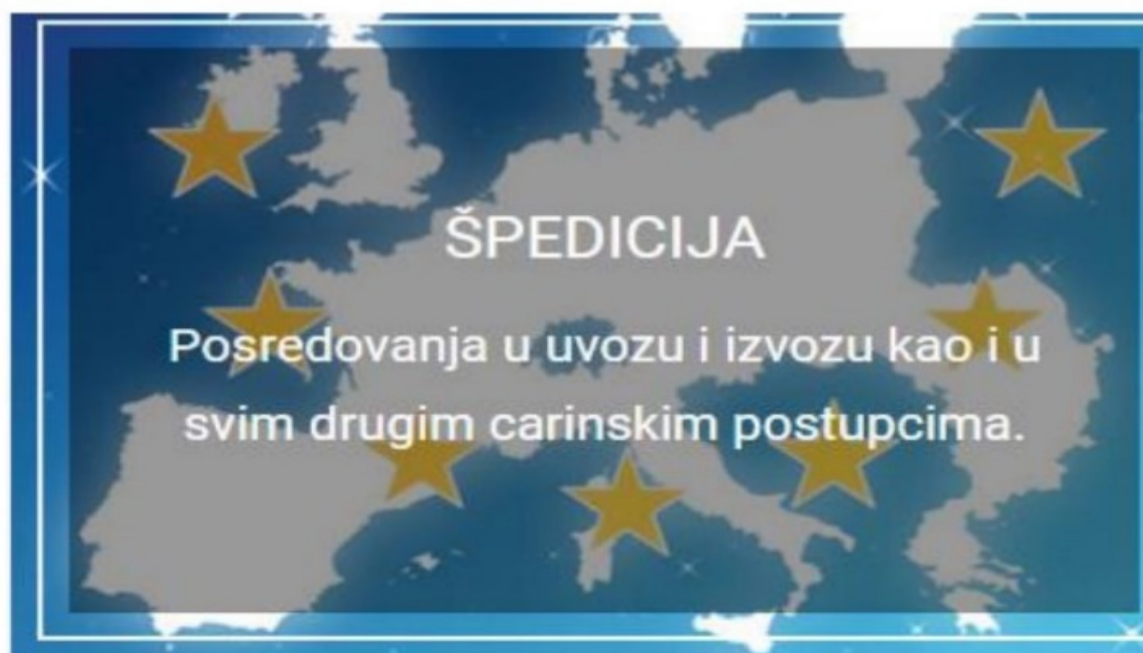 ŠPEDICIJA
Posredovanja u uvozu i izvozu kao i u
svim drugim carinskim postupcima.